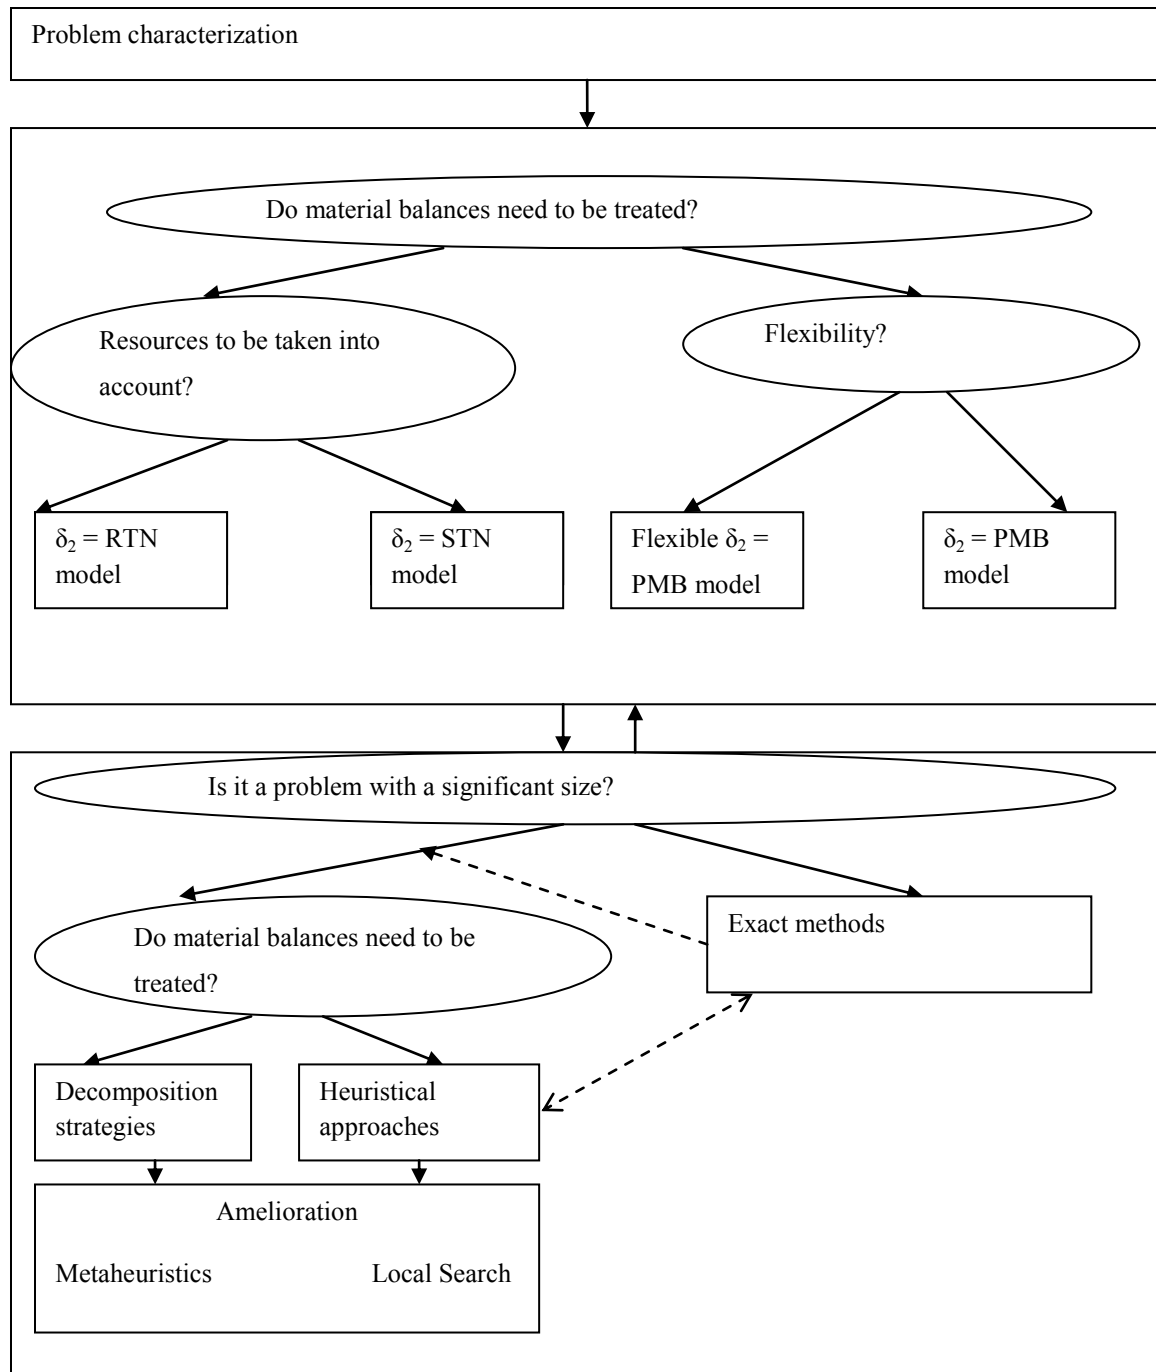 Problem characterization
Do material balances need to be treated?
Resources to be taken into
account?
Flexibility?
δ₂ = RTN
model
δ₂ = STN
model
Flexible δ₂ =
PMB model
δ₂ = PMB
model
Is it a problem with a significant size?
Do material balances need to be
treated?
Exact methods
Decomposition
strategies
Heuristical
approaches
Amelioration
Metaheuristics
Local Search